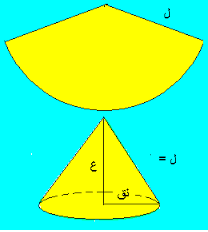 ل
ع
ل =
نق